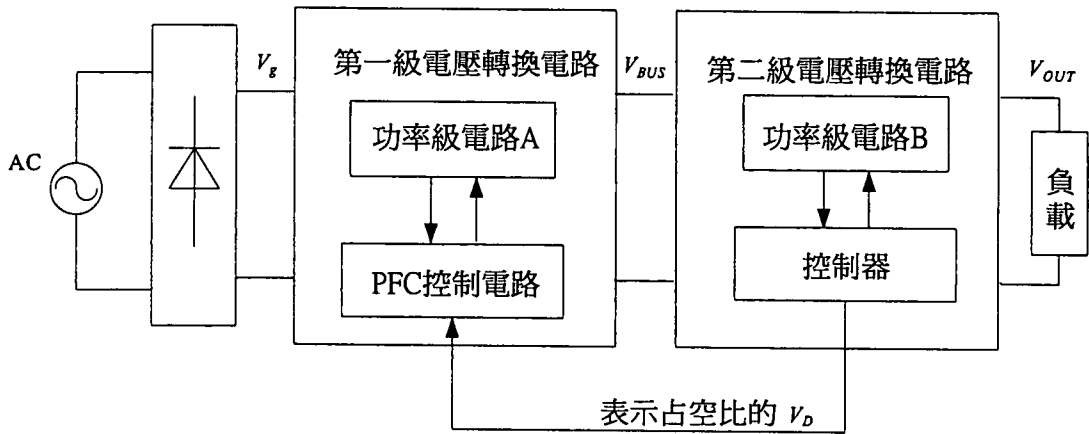 AC
V_g
第一級電壓轉換電路
功率級電路A
PFC控制電路
V_BUS
第二級電壓轉換電路
功率級電路B
控制器
V_OUT
負載
表示占空比的 V_D